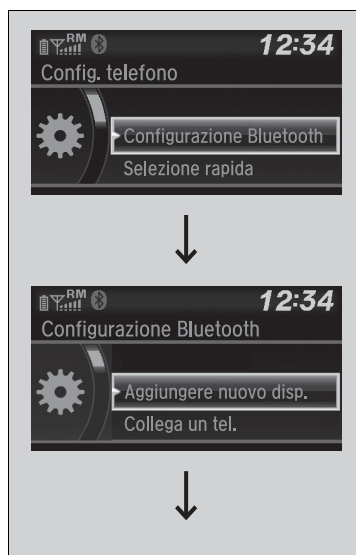 RM 12:34
Config. telefono
Configurazione Bluetooth
Selezione rapida
RM 12:34
Configurazione Bluetooth
Aggiungere nuovo disp.
Collega un tel.